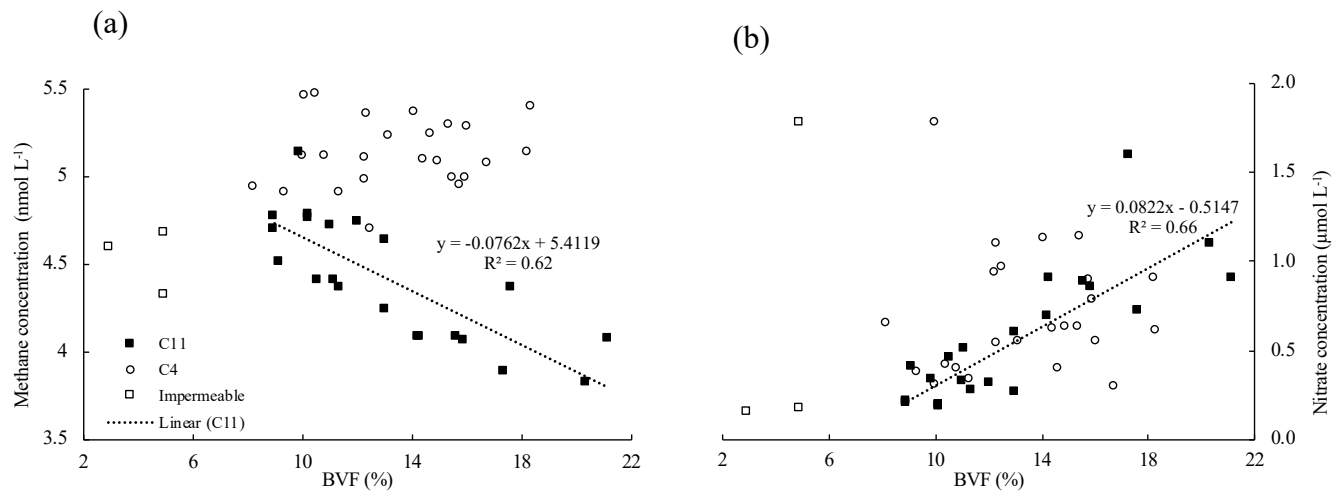 (a)
(b)
5.5
5
4.5
4
3.5
Methane concentration (nmol L⁻¹)
y = -0.0762x + 5.4119
R² = 0.62
C11
C4
Impermeable
Linear (C11)
2
10
14
18
22
BVF (%)
2.0
1.5
1.0
0.5
0.0
Nitrate concentration (µmol L⁻¹)
y = 0.0822x - 0.5147
R² = 0.66
2
10
14
18
22
BVF (%)